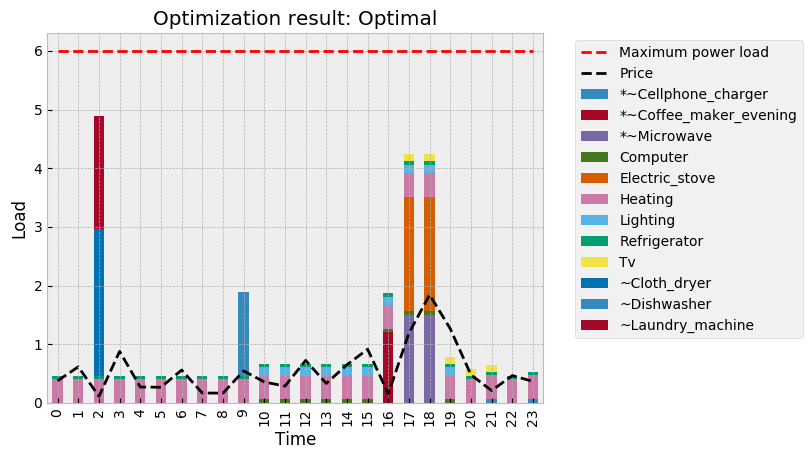 Optimization result: Optimal
6
5
4
3
2
1
0
Load
0 1 2 3 4 5 6 7 8 9 10 11 12 13 14 15 16 17 18 19 20 21 22 23
Time
Maximum power load
Price
*~Cellphone_charger
*~Coffee_maker_evening
*~Microwave
Computer
Electric_stove
Heating
Lighting
Refrigerator
Tv
~Cloth_dryer
~Dishwasher
~Laundry_machine